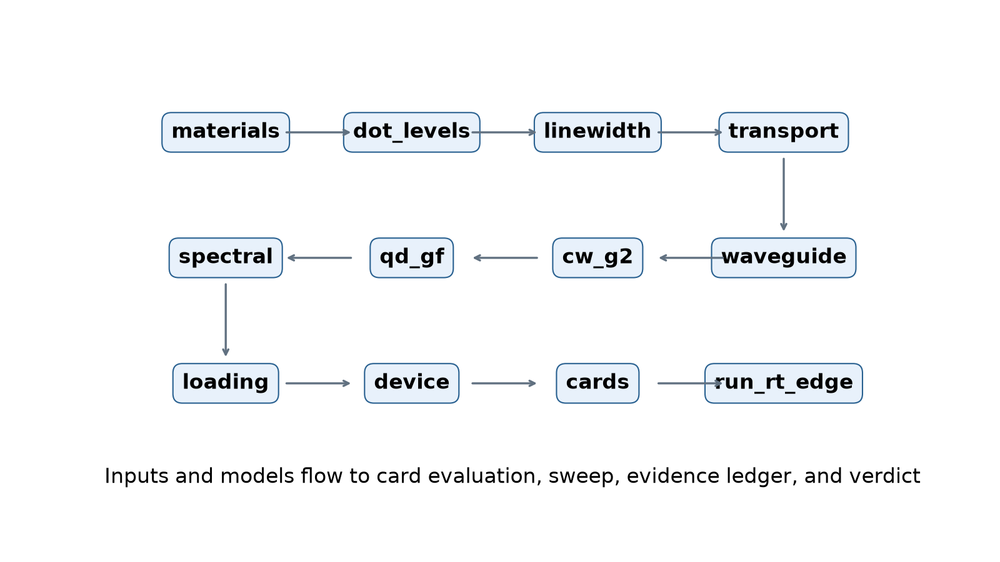 materials dot_levels linewidth transport
spectral qd_gf cw_g2 waveguide
loading device cards run_rt_edge
Inputs and models flow to card evaluation, sweep, evidence ledger, and verdict